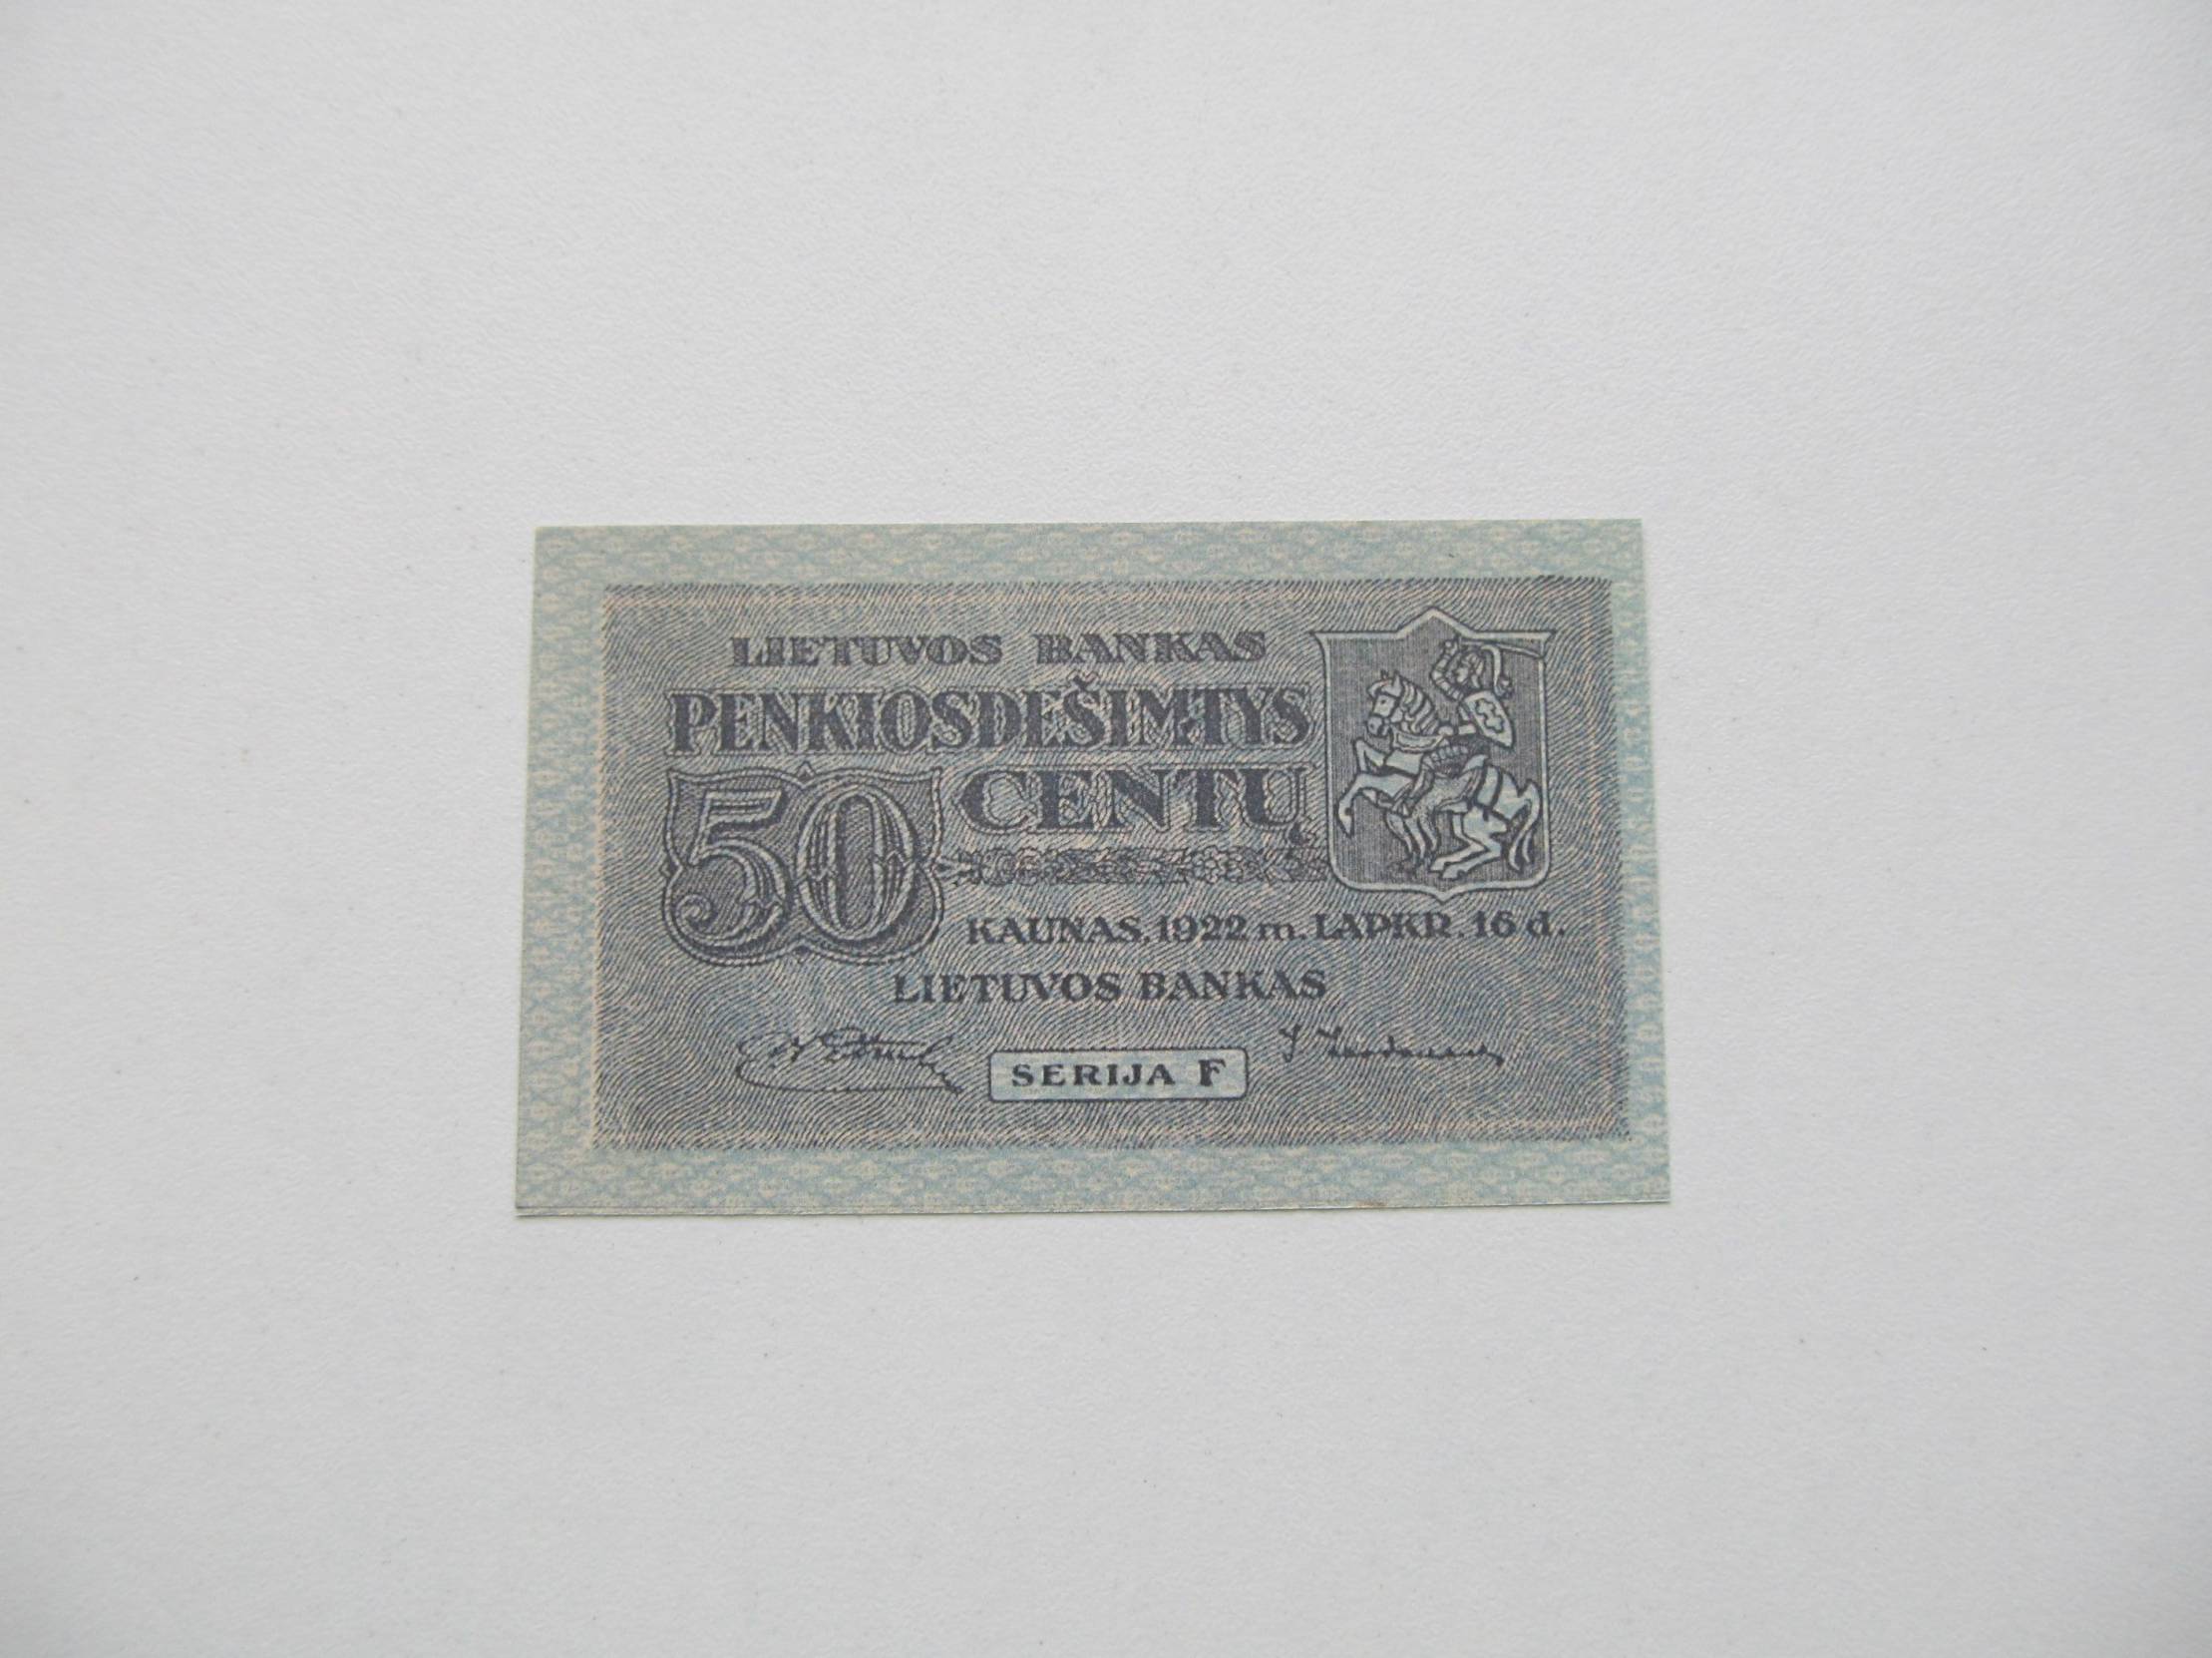 LIETUVOS BANKAS
PENKIOSDEŠIMTYS
50 CENTŲ
KAUNAS, 1922 m. LAPKR. 16 d.
LIETUVOS BANKAS
SERIJA F